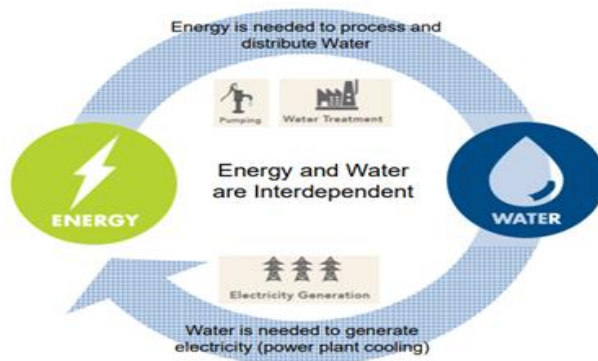 Energy is needed to process and
distribute Water
Pumping
Water Treatment
Energy and Water
are Interdependent
ENERGY
WATER
Electricity Generation
Water is needed to generate
electricity (power plant cooling)